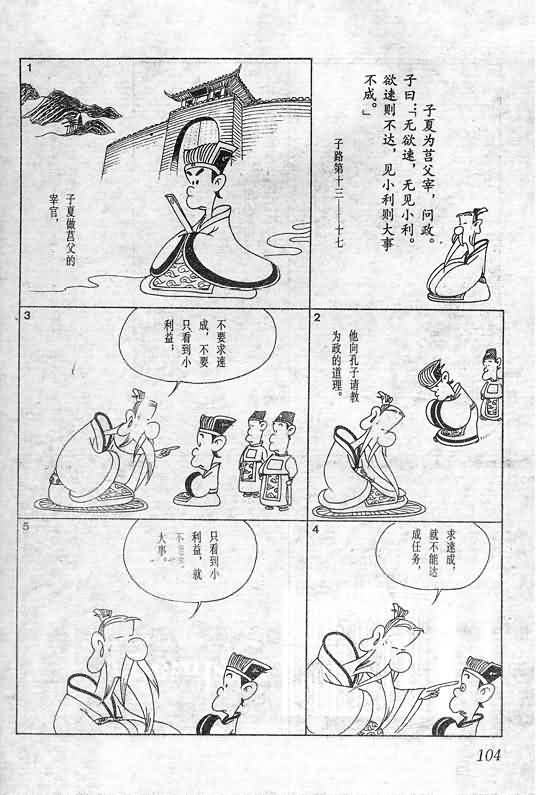 子夏为莒父宰,问政。
子曰:「无欲速,无见小利。
欲速则不达,见小利则大事
不成。」
子路第十三——十七
1
子夏做莒父的
宰官,
2
他向孔子请教
为政的道理。
3
不要求速
成,不要
只看到小
利益;
4
求速成,
就不能达
成任务,
5
只看到小
利益,就
不
大事。
104